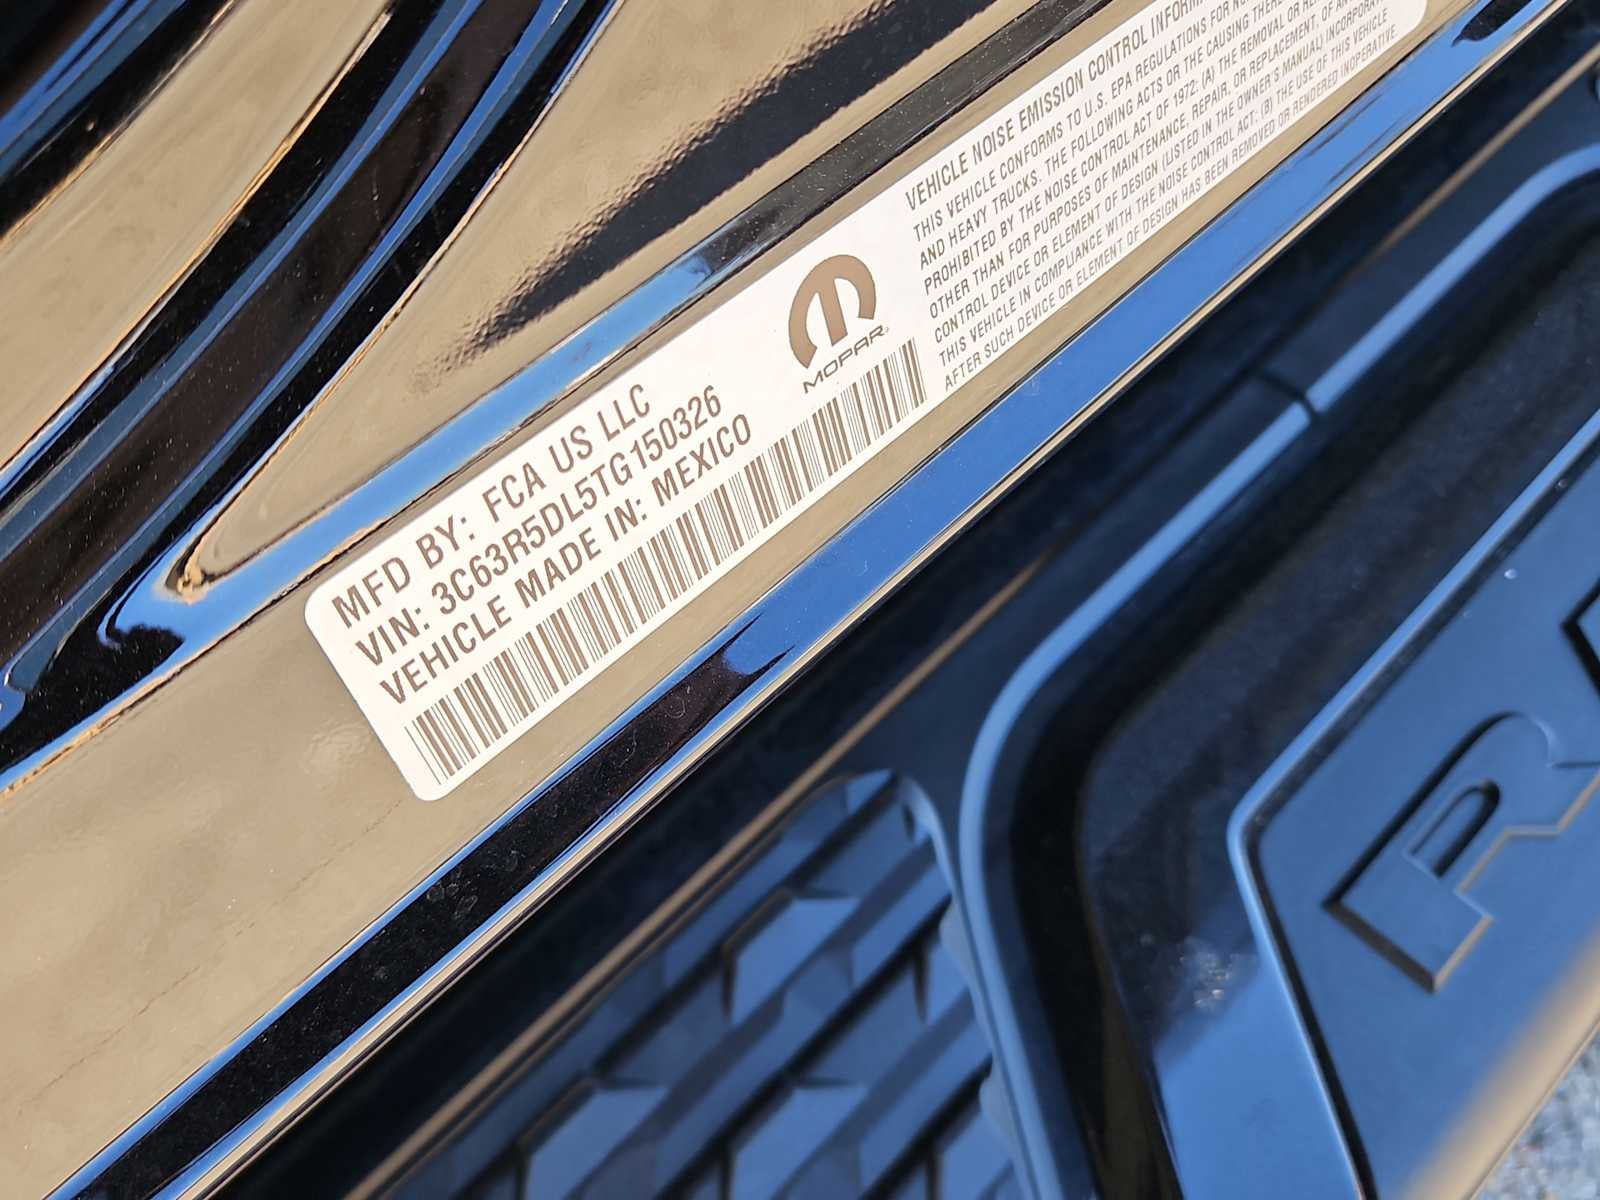 MFD BY: FCA US LLC
VIN: 3C63R5DL5TG150326
VEHICLE MADE IN: MEXICO
MOPAR
VEHICLE NOISE EMISSION CONTROL
THIS VEHICLE CONFORMS TO U.S. EPA REGULATIONS FOR
AND HEAVY TRUCKS. THE FOLLOWING ACTS OR THE CAUSING
PROHIBITED BY THE NOISE CONTROL ACT OF 1972: (A) THE REMOVAL OR
OTHER THAN FOR PURPOSES OF MAINTENANCE, REPAIR, OR REPLACEMENT, OF
CONTROL DEVICE OR ELEMENT OF DESIGN (LISTED IN THE OWNER'S MANUAL)
THIS VEHICLE IN COMPLIANCE WITH THE NOISE CONTROL ACT: (B) THE USE OF THIS VEHICLE
AFTER SUCH DEVICE OR ELEMENT OF DESIGN HAS BEEN REMOVED OR RENDERED INOPERATIVE.
R